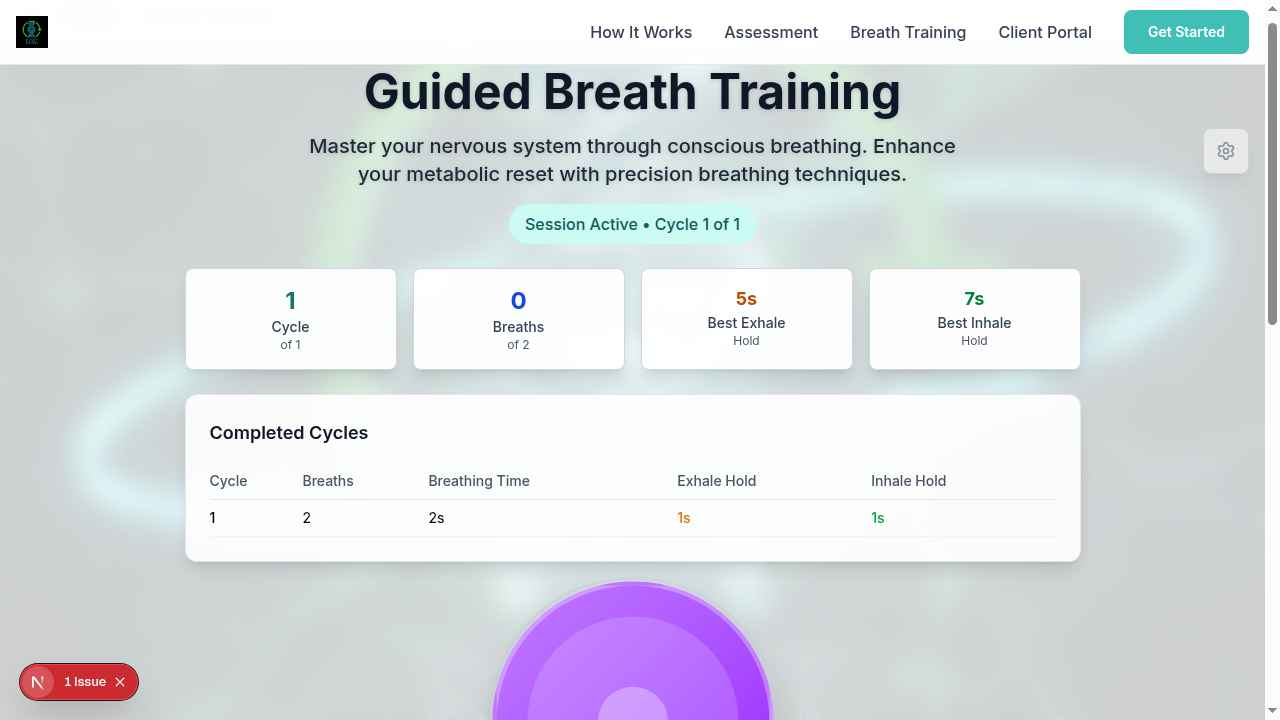 How It Works
Assessment
Breath Training
Client Portal
Get Started
Guided Breath Training
Master your nervous system through conscious breathing. Enhance
your metabolic reset with precision breathing techniques.
Session Active • Cycle 1 of 1
1
Cycle
of 1
0
Breaths
of 2
5s
Best Exhale
Hold
7s
Best Inhale
Hold
Completed Cycles
Cycle Breaths Breathing Time Exhale Hold Inhale Hold
1 2 2s 1s 1s
N 1 Issue